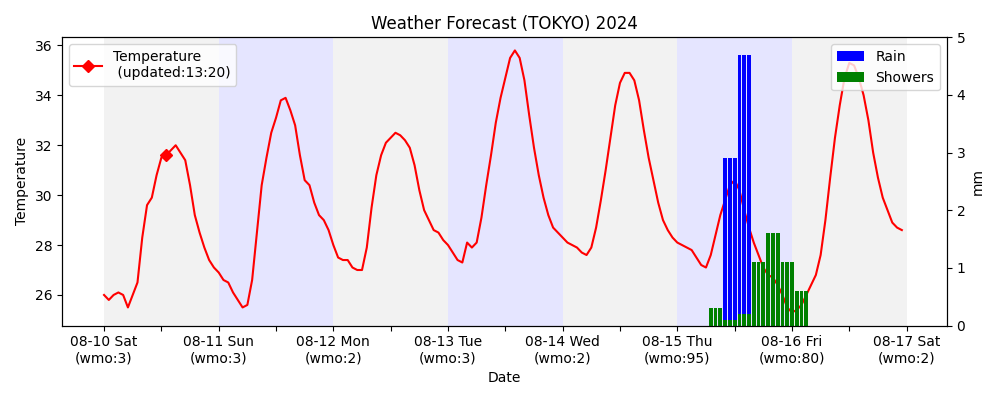 Weather Forecast (TOKYO) 2024
Temperature
(updated:13:20)
Rain
Showers
36
34
32
30
28
26
Temperature
5
4
3
2
1
0
mm
08-10 Sat
(wmo:3)
08-11 Sun
(wmo:3)
08-12 Mon
(wmo:2)
08-13 Tue
(wmo:3)
08-14 Wed
(wmo:2)
08-15 Thu
(wmo:95)
08-16 Fri
(wmo:80)
08-17 Sat
(wmo:2)
Date